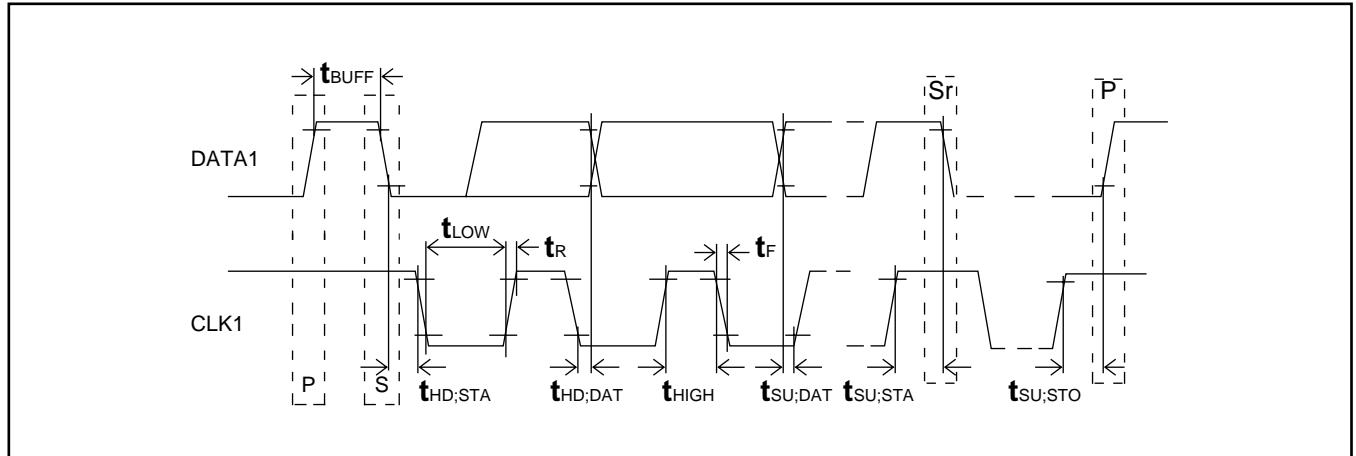 tBUFF
Sr P
DATA1
tLOW tR tF
CLK1
P S
tHD;STA tHD;DAT tHIGH tSU;DAT tSU;STA tSU;STO